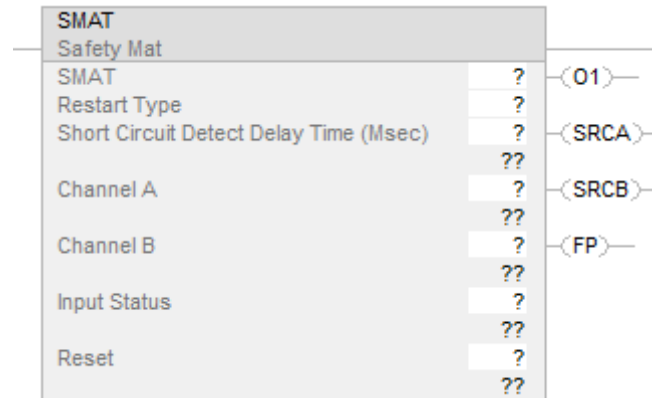 SMAT
Safety Mat
SMAT ? (O1)
Restart Type ?
Short Circuit Detect Delay Time (Msec) ? (SRCA)
??
Channel A ? (SRCB)
??
Channel B ? (FP)
??
Input Status ?
??
Reset ?
??